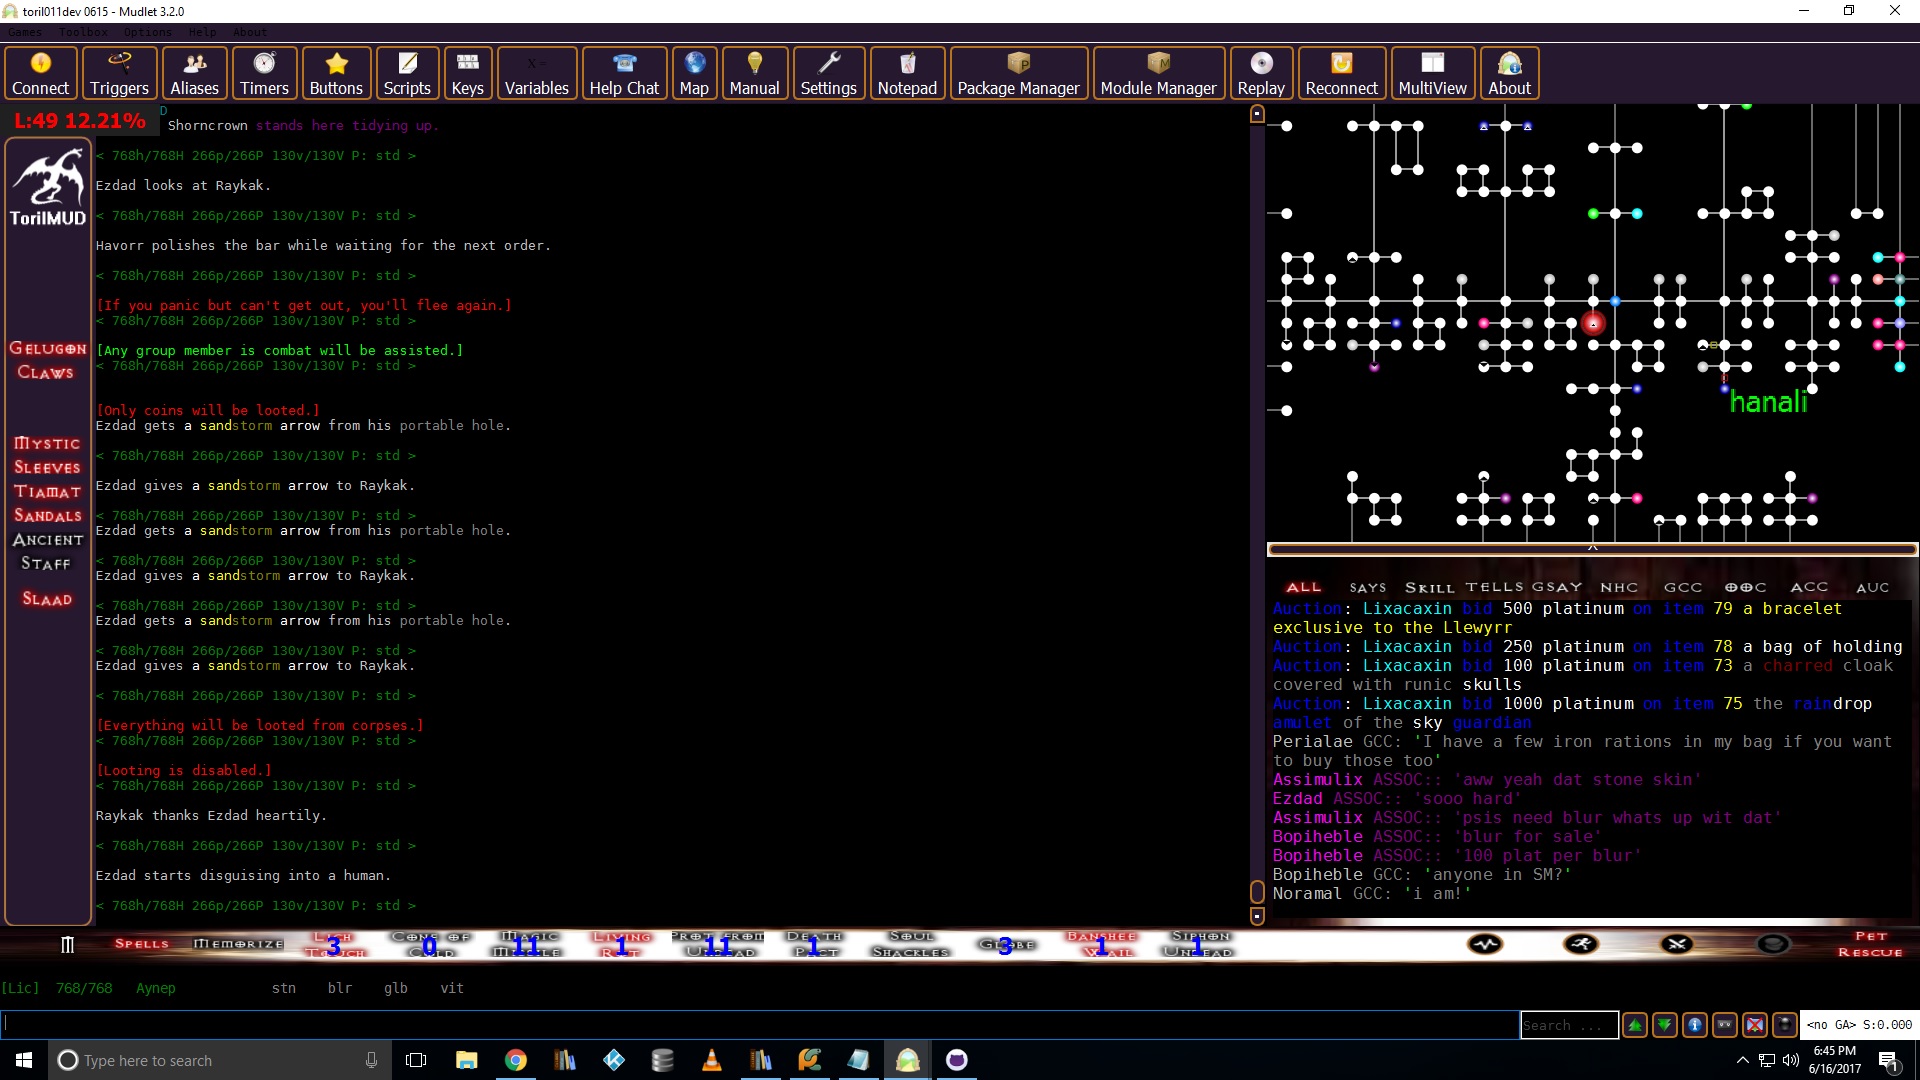 toril011dev 0615 - Mudlet 3.2.0
Games Toolbox Options Help About
Connect Triggers Aliases Timers Buttons Scripts Keys Variables Help Chat Map Manual Settings Notepad Package Manager Module Manager Replay Reconnect MultiView About
L:49 12.21%
Shorncrown stands here tidying up.
< 768h/768H 266p/266P 130v/130V P: std >
Ezdad looks at Raykak.
< 768h/768H 266p/266P 130v/130V P: std >
Havorr polishes the bar while waiting for the next order.
< 768h/768H 266p/266P 130v/130V P: std >
[If you panic but can't get out, you'll flee again.]
< 768h/768H 266p/266P 130v/130V P: std >
[Any group member is combat will be assisted.]
< 768h/768H 266p/266P 130v/130V P: std >
[Only coins will be looted.]
Ezdad gets a sandstorm arrow from his portable hole.
< 768h/768H 266p/266P 130v/130V P: std >
Ezdad gives a sandstorm arrow to Raykak.
< 768h/768H 266p/266P 130v/130V P: std >
Ezdad gets a sandstorm arrow from his portable hole.
< 768h/768H 266p/266P 130v/130V P: std >
Ezdad gives a sandstorm arrow to Raykak.
< 768h/768H 266p/266P 130v/130V P: std >
Ezdad gets a sandstorm arrow from his portable hole.
< 768h/768H 266p/266P 130v/130V P: std >
Ezdad gives a sandstorm arrow to Raykak.
< 768h/768H 266p/266P 130v/130V P: std >
[Everything will be looted from corpses.]
< 768h/768H 266p/266P 130v/130V P: std >
[Looting is disabled.]
< 768h/768H 266p/266P 130v/130V P: std >
Raykak thanks Ezdad heartily.
< 768h/768H 266p/266P 130v/130V P: std >
Ezdad starts disguising into a human.
< 768h/768H 266p/266P 130v/130V P: std >
TorilMUD
Gelugon
Claws
Mystic
Sleeves
Tiamat
Sandals
Ancient
Staff
Slaad
hanali
ALL SAYS SKILL TELLS GSAY NHC GCC OOC ACC AUC
Auction: Lixacaxin bid 500 platinum on item 79 a bracelet
exclusive to the Llewyrr
Auction: Lixacaxin bid 250 platinum on item 78 a bag of holding
Auction: Lixacaxin bid 100 platinum on item 73 a charred cloak
covered with runic skulls
Auction: Lixacaxin bid 1000 platinum on item 75 the raindrop
amulet of the sky guardian
Perialae GCC: 'I have a few iron rations in my bag if you want
to buy those too'
Assimulix ASSOC:: 'aww yeah dat stone skin'
Ezdad ASSOC:: 'sooo hard'
Assimulix ASSOC:: 'psis need blur whats up wit dat'
Bopiheble ASSOC:: 'blur for sale'
Bopiheble ASSOC:: '100 plat per blur'
Bopiheble GCC: 'anyone in SM?'
Noramal GCC: 'i am!'
Spells Memorize Lich Touch 3 Cone of Cold 0 Magic Missile 11 Living Rot 1 Prot From Undead 11 Death Pact 1 Soul Shackles Globe 3 Banshee Wail 1 Siphon Undead 1 Pet Rescue
[Lic] 768/768 Aynep stn blr glb vit
Search ... <no GA> S:0.000
Type here to search
6:45 PM
6/16/2017
1